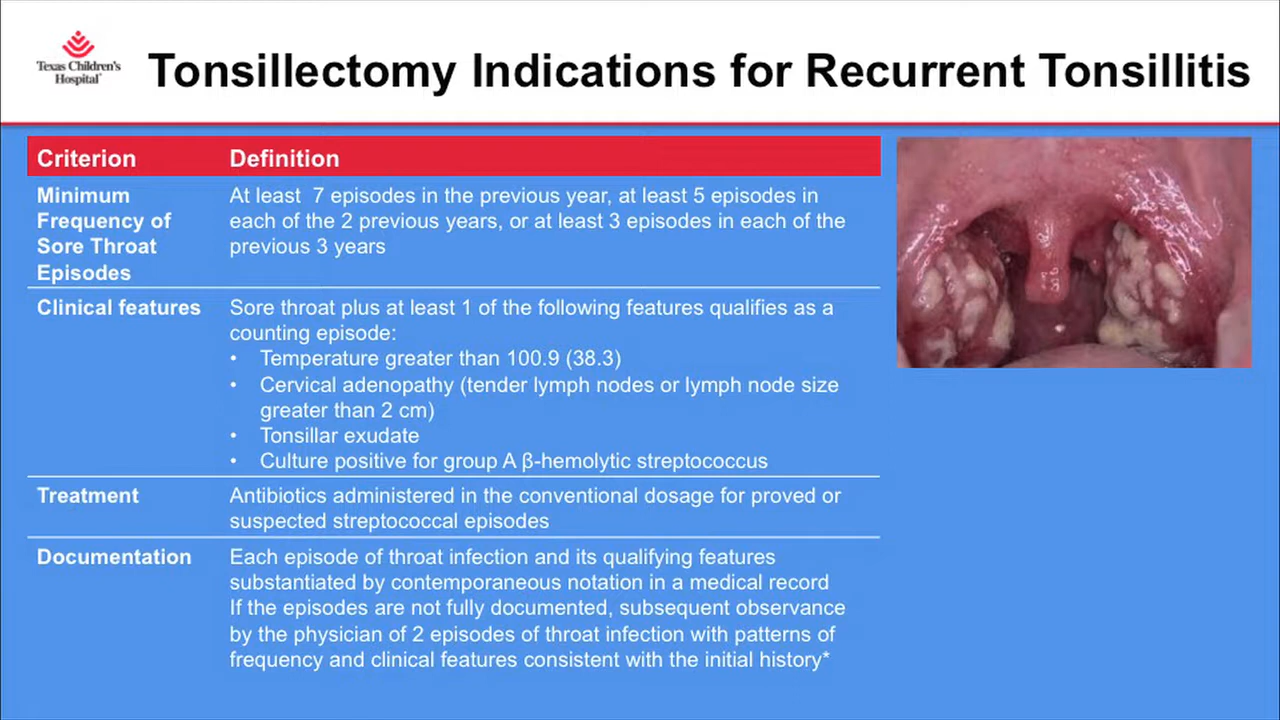 Texas Children's
Hospital
Tonsillectomy Indications for Recurrent Tonsillitis
Criterion
Definition
Minimum
Frequency of
Sore Throat
Episodes
At least 7 episodes in the previous year, at least 5 episodes in
each of the 2 previous years, or at least 3 episodes in each of the
previous 3 years
Clinical features
Sore throat plus at least 1 of the following features qualifies as a
counting episode:
• Temperature greater than 100.9 (38.3)
• Cervical adenopathy (tender lymph nodes or lymph node size
greater than 2 cm)
• Tonsillar exudate
• Culture positive for group A β-hemolytic streptococcus
Treatment
Antibiotics administered in the conventional dosage for proved or
suspected streptococcal episodes
Documentation
Each episode of throat infection and its qualifying features
substantiated by contemporaneous notation in a medical record
If the episodes are not fully documented, subsequent observance
by the physician of 2 episodes of throat infection with patterns of
frequency and clinical features consistent with the initial history*